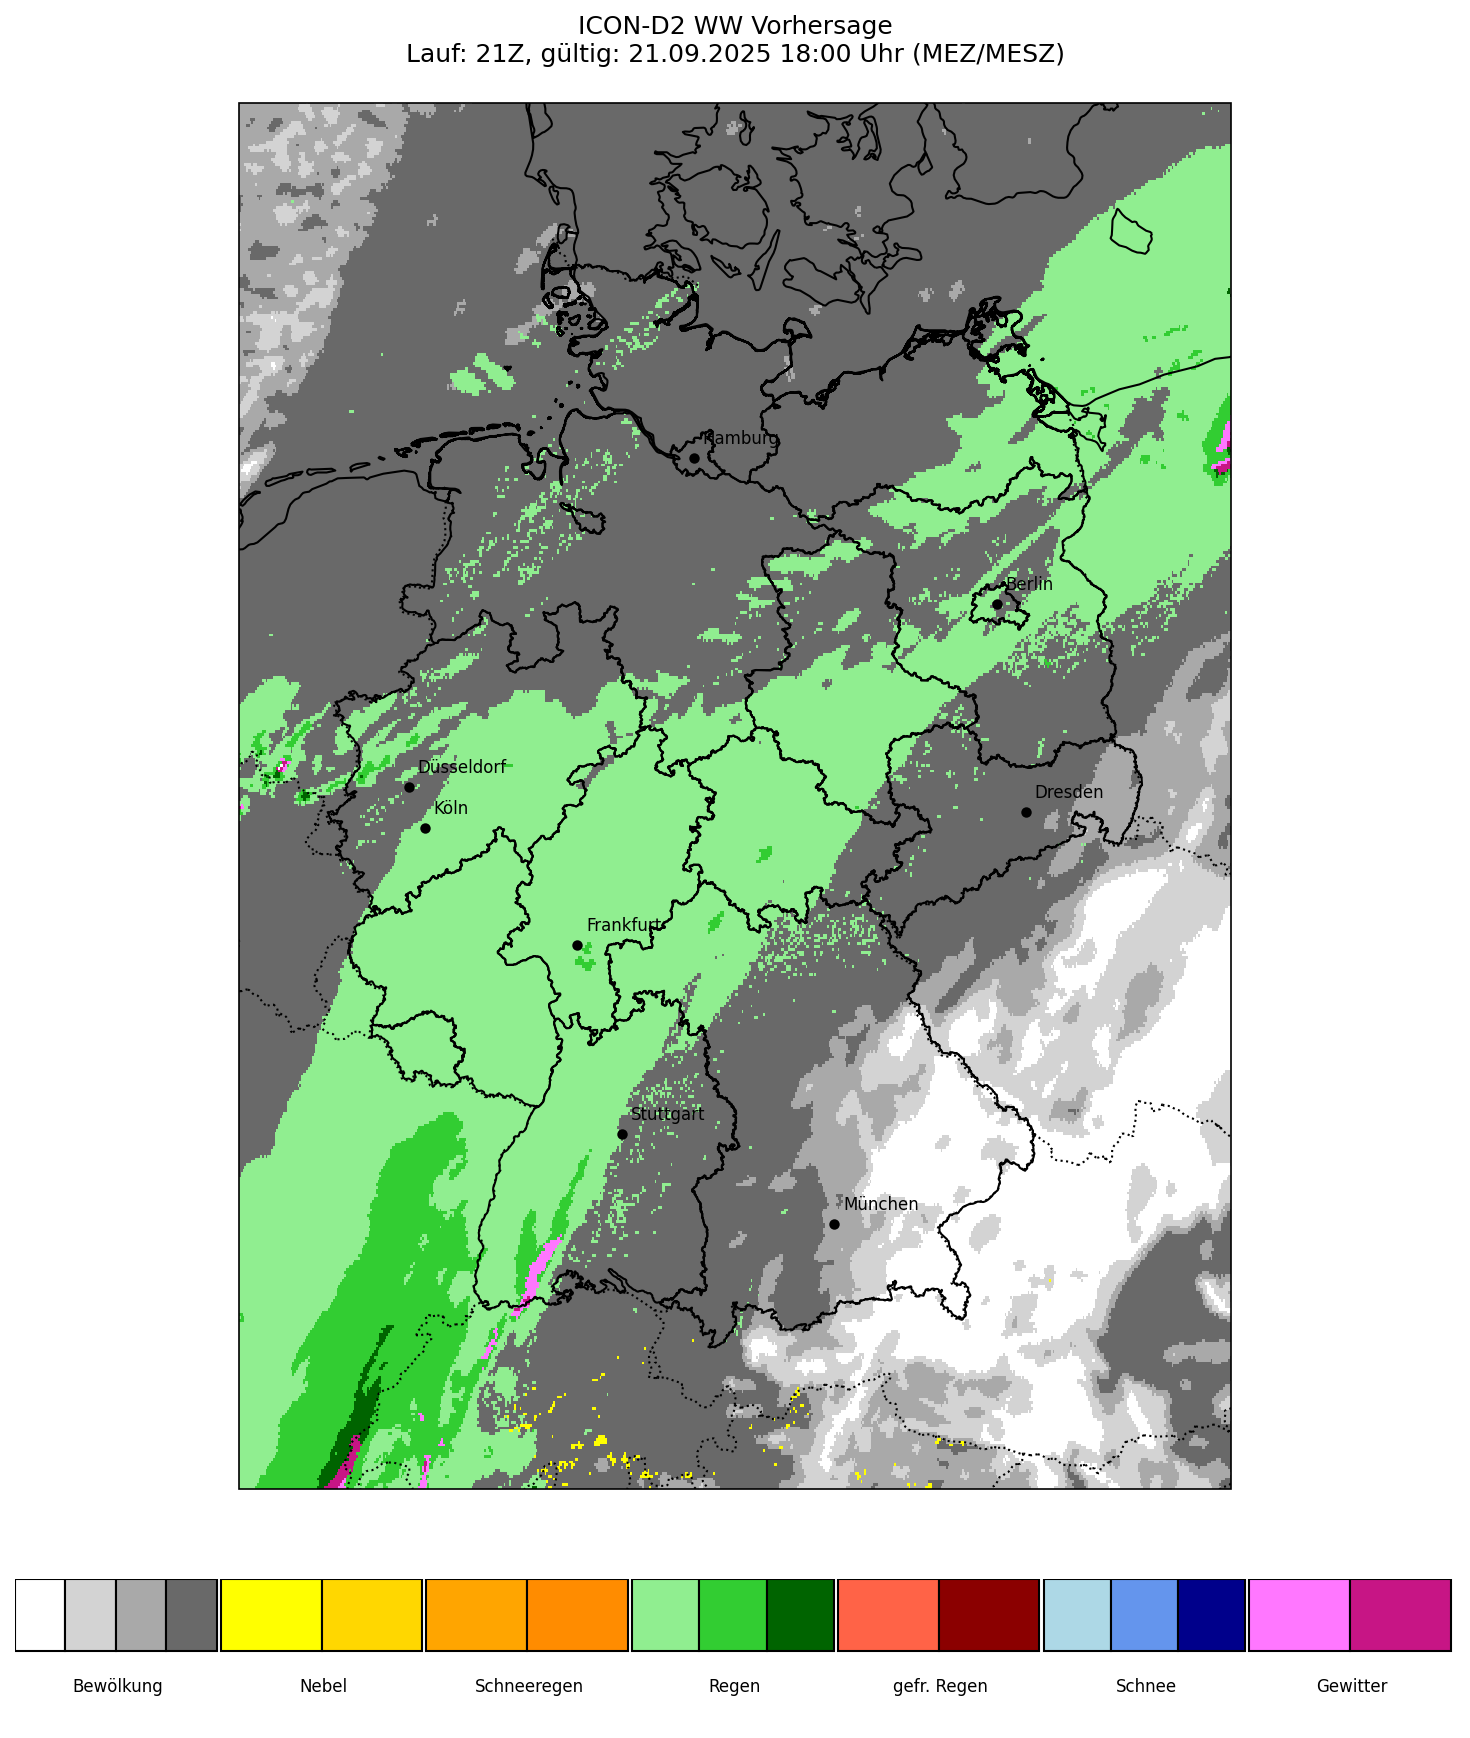 ICON-D2 WW Vorhersage
Lauf: 21Z, gültig: 21.09.2025 18:00 Uhr (MEZ/MESZ)
Hamburg
Berlin
Düsseldorf
Dresden
Köln
Frankfurt
Stuttgart
München
Bewölkung Nebel Schneeregen Regen gefr. Regen Schnee Gewitter